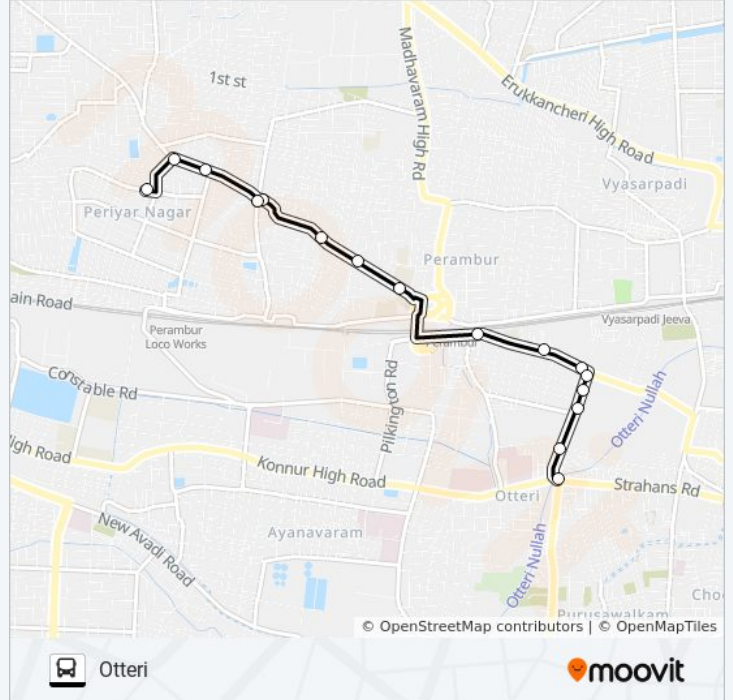 1st st
Madhavaram High Rd
Erukkancheri High Road
Vyasarpadi
Periyar Nagar
Perambur
ain Road
Perambur
Loco Works
Vyasarpadi Jeeva
Perambur
Constable Rd
Pilkington Rd
Otteri Nullah
High Road
Konnur High Road
Otteri
Strahans Rd
New Avadi Road
Ayanavaram
Otteri Nullah
Purusawalkam
Choo
© OpenStreetMap contributors | © OpenMapTiles
Otteri
moovit